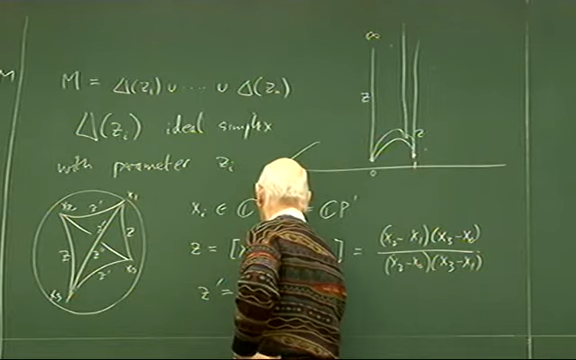 M
M = Δ(z₁) ∪ ⋯ ∪ Δ(zₙ)
Δ(zᵢ) ideal simplex
with parameter zᵢ
∞
z
z
0
xᵢ ∈ ℂ = ℂP¹
z = [x ] = (x₂ - x₁)(x₃ - x₀) / (x₂ - x₀)(x₃ - x₁)
z' =
x₂ z' x₁
z z' z'' z
x₃ z' x₀